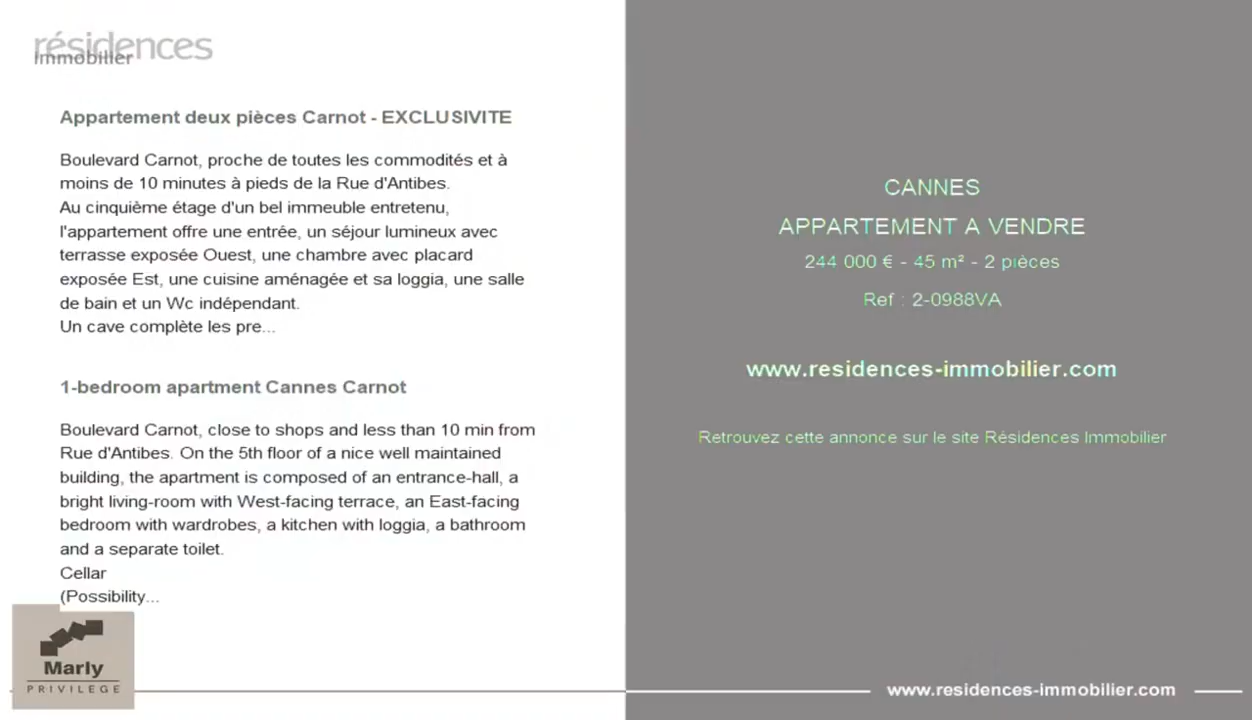 résidences
immobilier
Appartement deux pièces Carnot - EXCLUSIVITE
Boulevard Carnot, proche de toutes les commodités et à
moins de 10 minutes à pieds de la Rue d'Antibes.
Au cinquième étage d'un bel immeuble entretenu,
l'appartement offre une entrée, un séjour lumineux avec
terrasse exposée Ouest, une chambre avec placard
exposée Est, une cuisine aménagée et sa loggia, une salle
de bain et un Wc indépendant.
Un cave complète les pre...
1-bedroom apartment Cannes Carnot
Boulevard Carnot, close to shops and less than 10 min from
Rue d'Antibes. On the 5th floor of a nice well maintained
building, the apartment is composed of an entrance-hall, a
bright living-room with West-facing terrace, an East-facing
bedroom with wardrobes, a kitchen with loggia, a bathroom
and a separate toilet.
Cellar
(Possibility...
Marly
PRIVILEGE
CANNES
APPARTEMENT A VENDRE
244 000 € - 45 m² - 2 pièces
Ref : 2-0988VA
www.residences-immobilier.com
Retrouvez cette annonce sur le site Résidences Immobilier
www.residences-immobilier.com